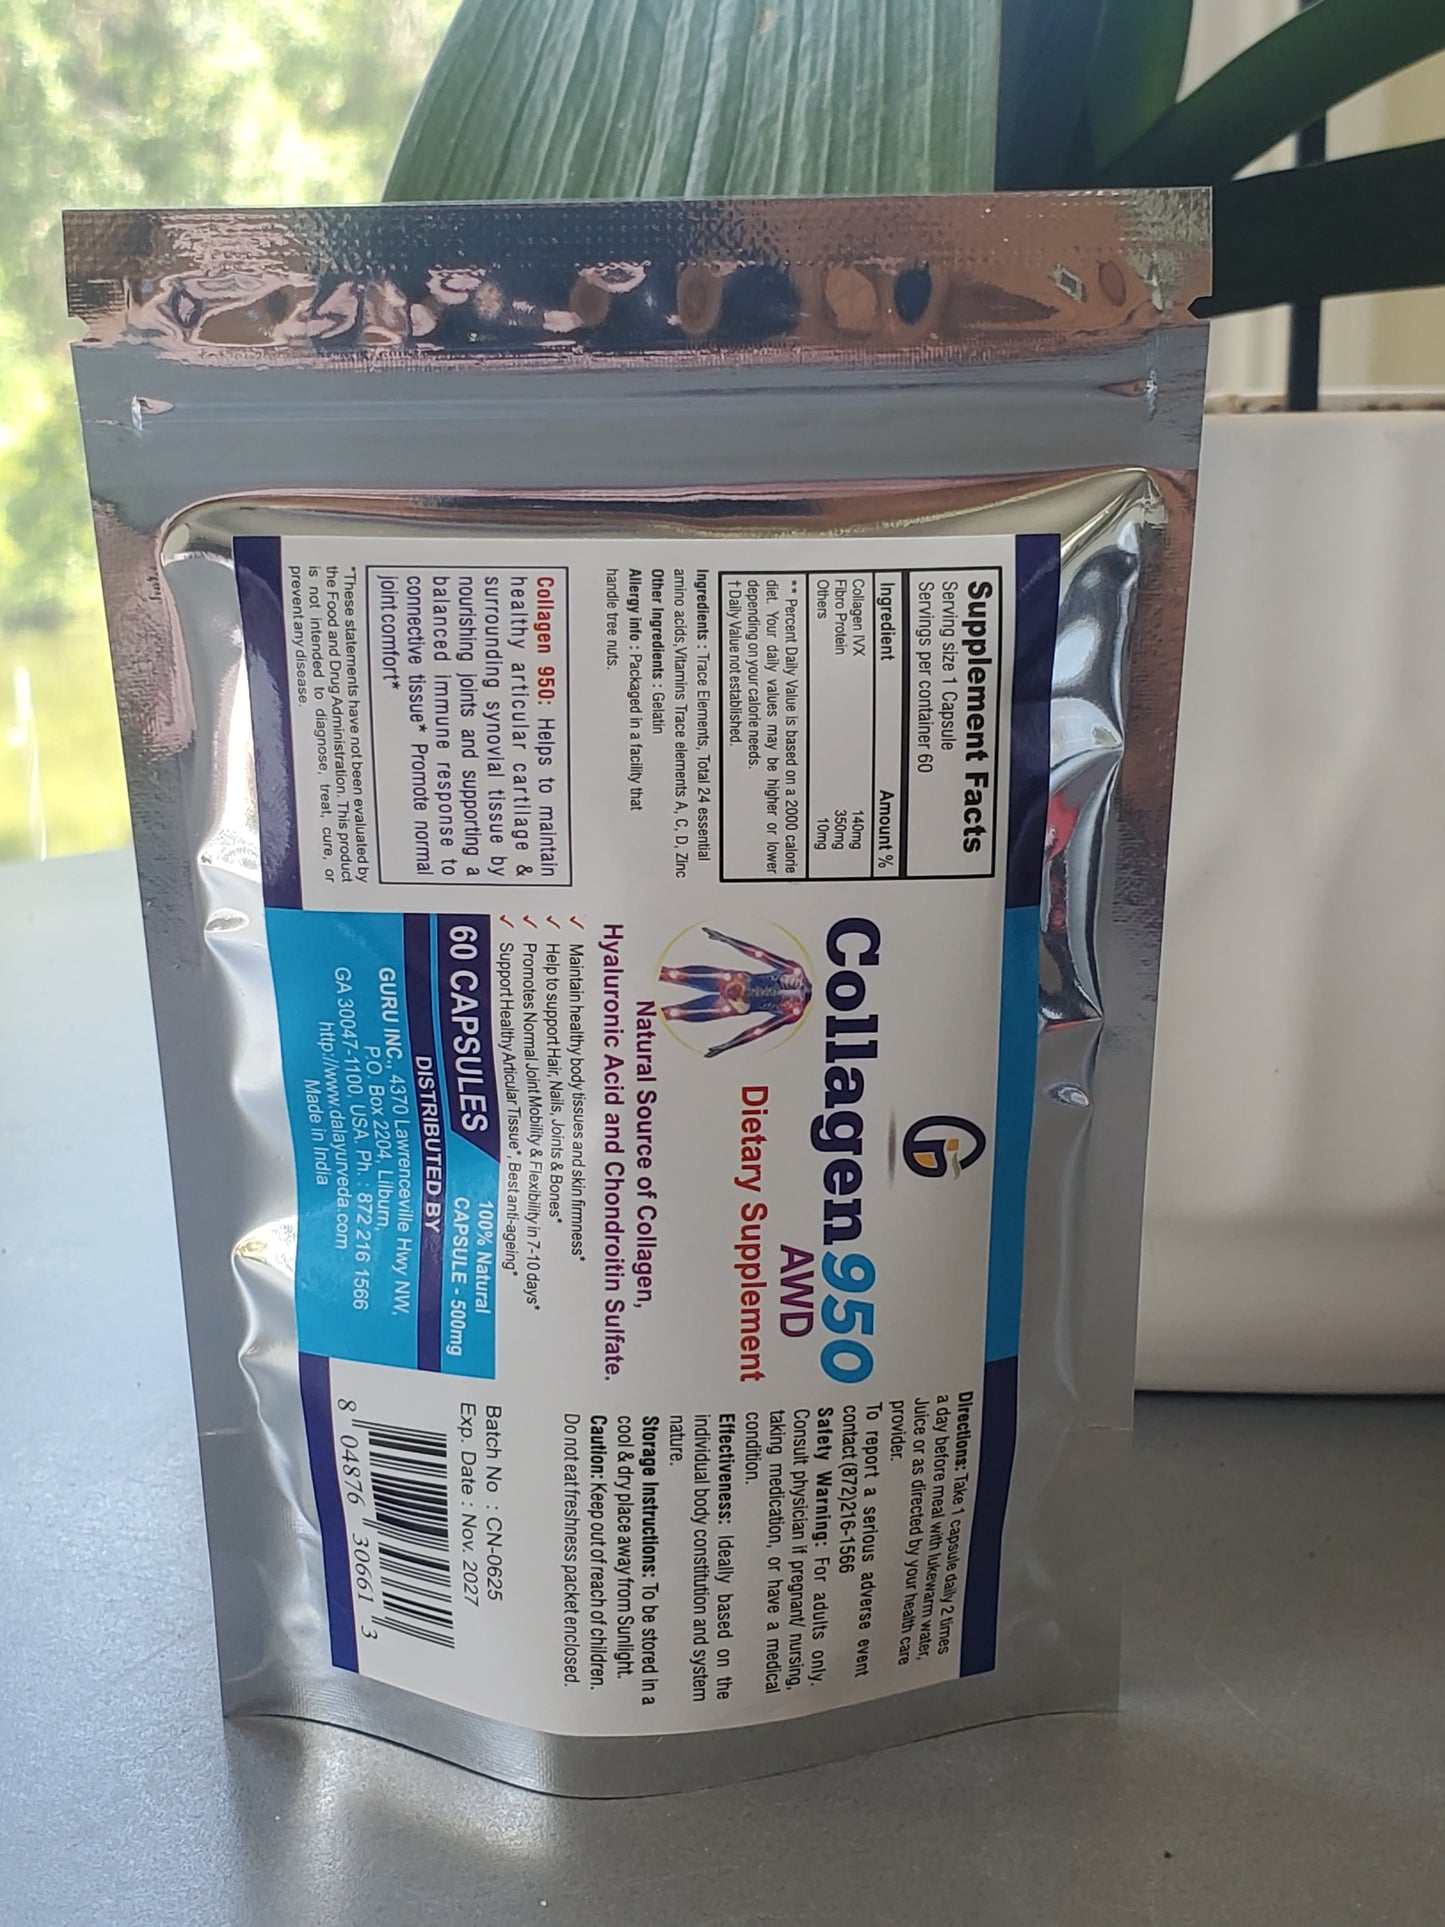 Supplement Facts
Serving size 1 Capsule
Servings per container 60
Ingredient Amount %
Collagen IVX 140mg
Fibro Protein 350mg
Others 10mg
** Percent Daily Value is based on a 2000 calorie
diet. Your daily values may be higher or lower
depending on your calorie needs.
† Daily Value not established.
Ingredients : Trace Elements, Total 24 essential
amino acids,Vitamins Trace elements A, C, D, Zinc
Other Ingredients : Gelatin
Allergy info : Packaged in a facility that
handle tree nuts.
Collagen 950: Helps to maintain
healthy articular cartilage &
surrounding synovial tissue by
nourishing joints and supporting a
balanced immune response to
connective tissue* Promote normal
joint comfort*
*These statements have not been evaluated by
the Food and Drug Administration. This product
is not intended to diagnose, treat, cure, or
prevent any disease.
Collagen950
AWD
Dietary Supplement
Natural Source of Collagen,
Hyaluronic Acid and Chondroitin Sulfate.
✓ Maintain healthy body tissues and skin firmness*
✓ Help to support Hair, Nails, Joints & Bones*
✓ Promotes Normal Joint Mobility & Flexibility in 7-10 days*
✓ Support Healthy Articular Tissue*, Best anti-ageing*
60 CAPSULES
100% Natural
CAPSULE - 500mg
DISTRIBUTED BY
GURU INC., 4370 Lawrenceville Hwy NW,
P.O. Box 2204, Lilburn,
GA 30047-1100, USA. Ph. : 872 216 1566
http://www.dalayurveda.com
Made in India
Directions: Take 1 capsule daily 2 times
a day before meal with lukewarm water,
Juice or as directed by your health care
provider.
To report a serious adverse event
contact (872)216-1566
Safety Warning: For adults only.
Consult physician if pregnant/ nursing,
taking medication, or have a medical
condition.
Effectiveness: Ideally based on the
individual body constitution and system
nature.
Storage Instructions: To be stored in a
cool & dry place away from Sunlight.
Caution: Keep out of reach of children.
Do not eat freshness packet enclosed.
Batch No : CN-0625
Exp. Date : Nov. 2027
8 04876 30661 3